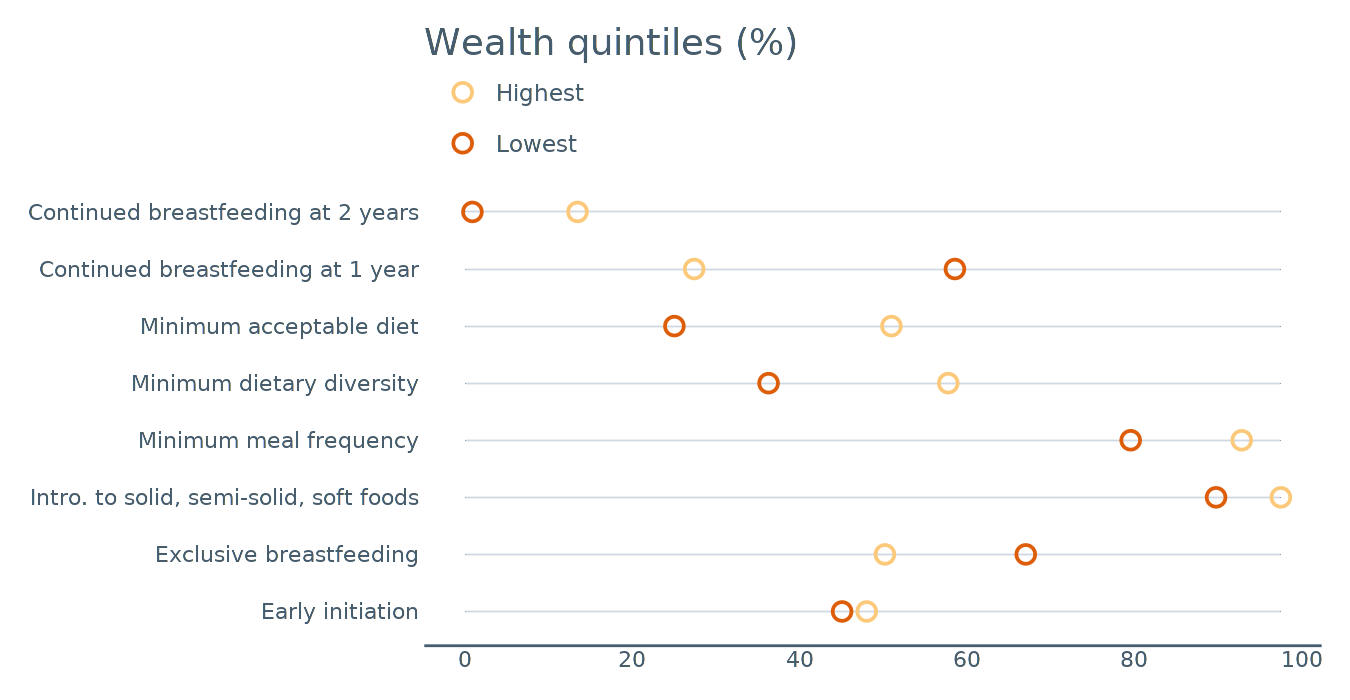 Wealth quintiles (%)
Highest
Lowest
Continued breastfeeding at 2 years
Continued breastfeeding at 1 year
Minimum acceptable diet
Minimum dietary diversity
Minimum meal frequency
Intro. to solid, semi-solid, soft foods
Exclusive breastfeeding
Early initiation
0 20 40 60 80 100